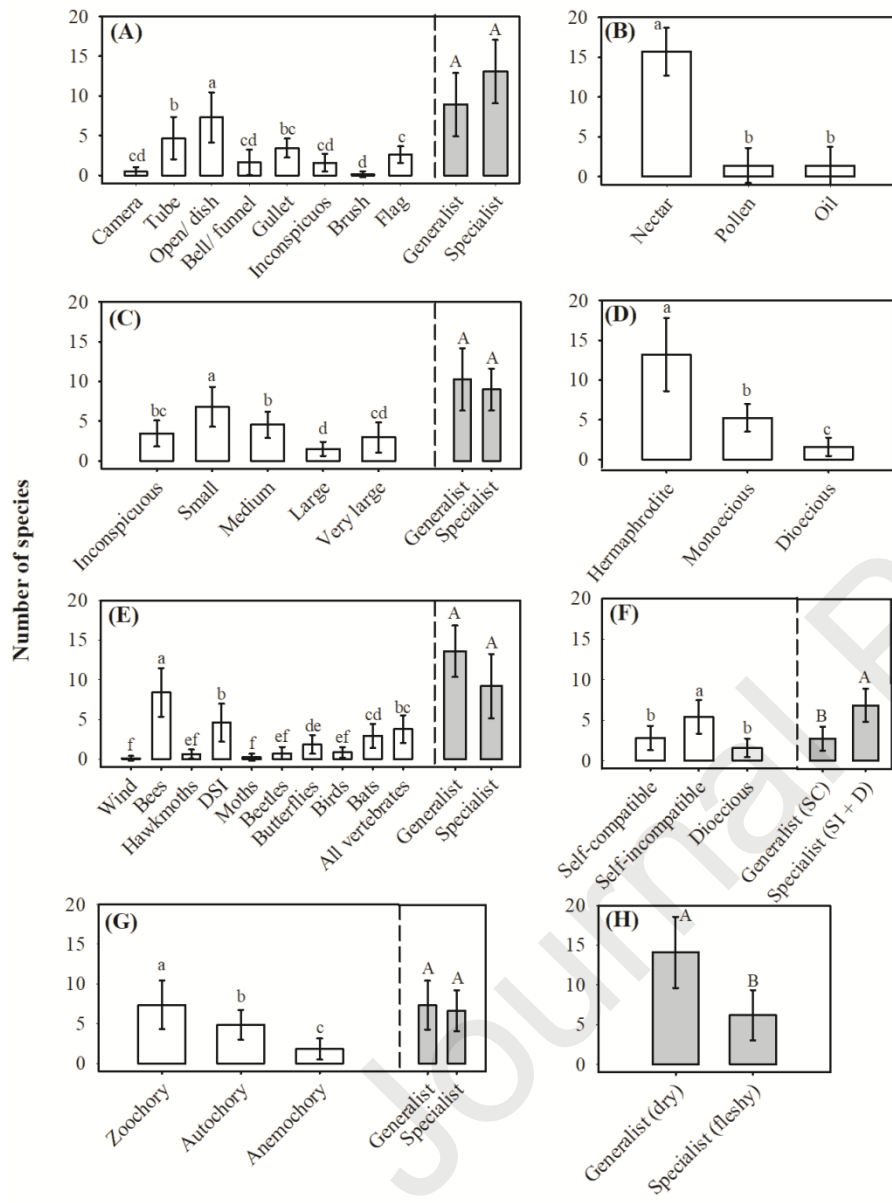 Number of species
(A)
20
15
10
5
0
cd
b
a
cd
bc
cd
d
c
A
A
Camera
Tube
Open/ dish
Bell/ funnel
Gullet
Inconspicuos
Brush
Flag
Generalist
Specialist
(B)
20
15
10
5
0
a
b
b
Nectar
Pollen
Oil
(C)
20
15
10
5
0
bc
a
b
d
cd
A
A
Inconspicuous
Small
Medium
Large
Very large
Generalist
Specialist
(D)
20
15
10
5
0
a
b
c
Hermaphrodite
Monoecious
Dioecious
(E)
20
15
10
5
0
f
a
ef
b
f
ef
de
ef
cd
bc
A
A
Wind
Bees
Hawkmoths
DSI
Moths
Beetles
Butterflies
Birds
Bats
All vertebrates
Generalist
Specialist
(F)
20
15
10
5
0
b
a
b
B
A
Self-compatible
Self-incompatible
Dioecious
Generalist (SC)
Specialist (SI + D)
(G)
20
15
10
5
0
a
b
c
A
A
Zoochory
Autochory
Anemochory
Generalist
Specialist
(H)
20
15
10
5
0
A
B
Generalist (dry)
Specialist (fleshy)
Journal P